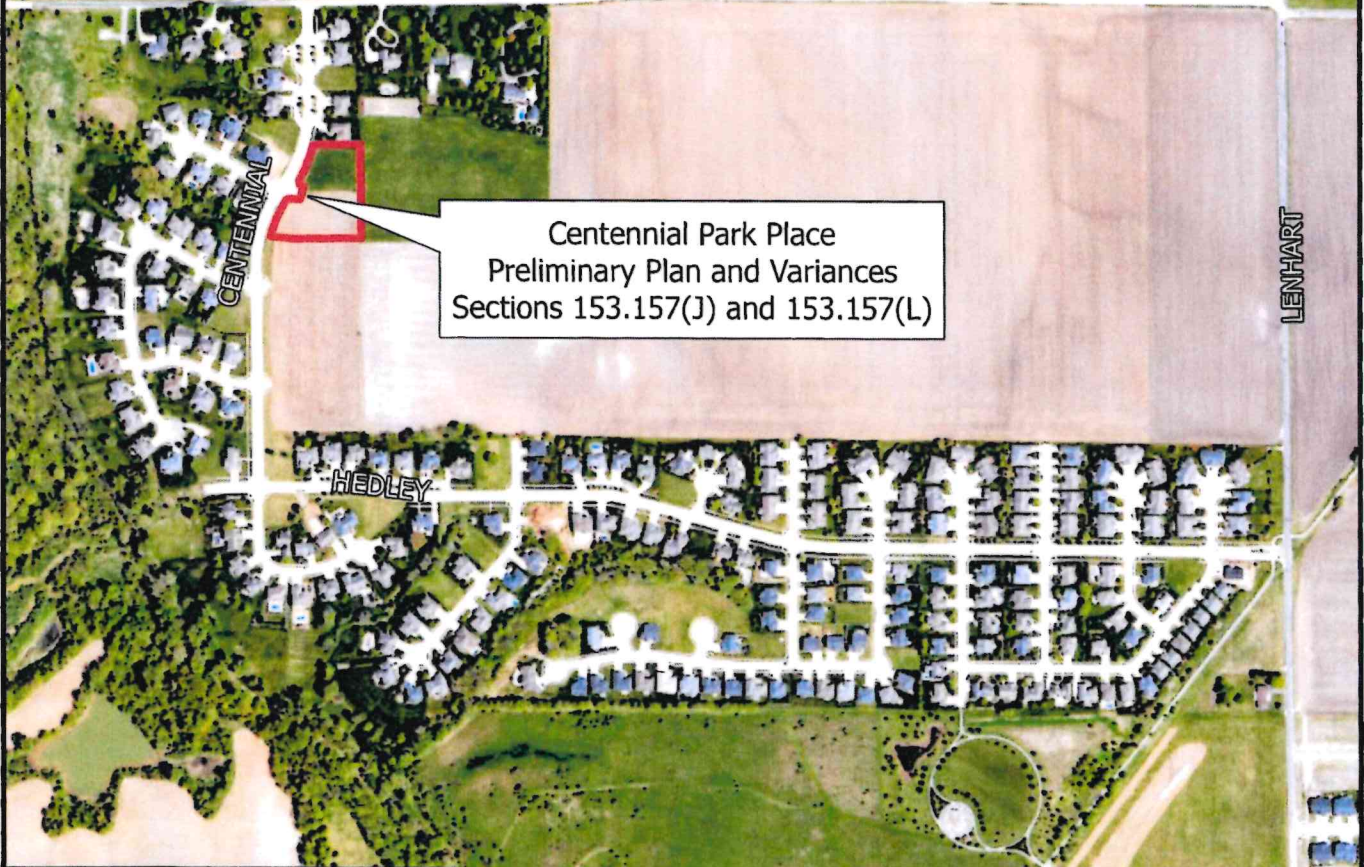 CENTENNIAL
Centennial Park Place
Preliminary Plan and Variances
Sections 153.157(J) and 153.157(L)
LENHART
HEDLEY